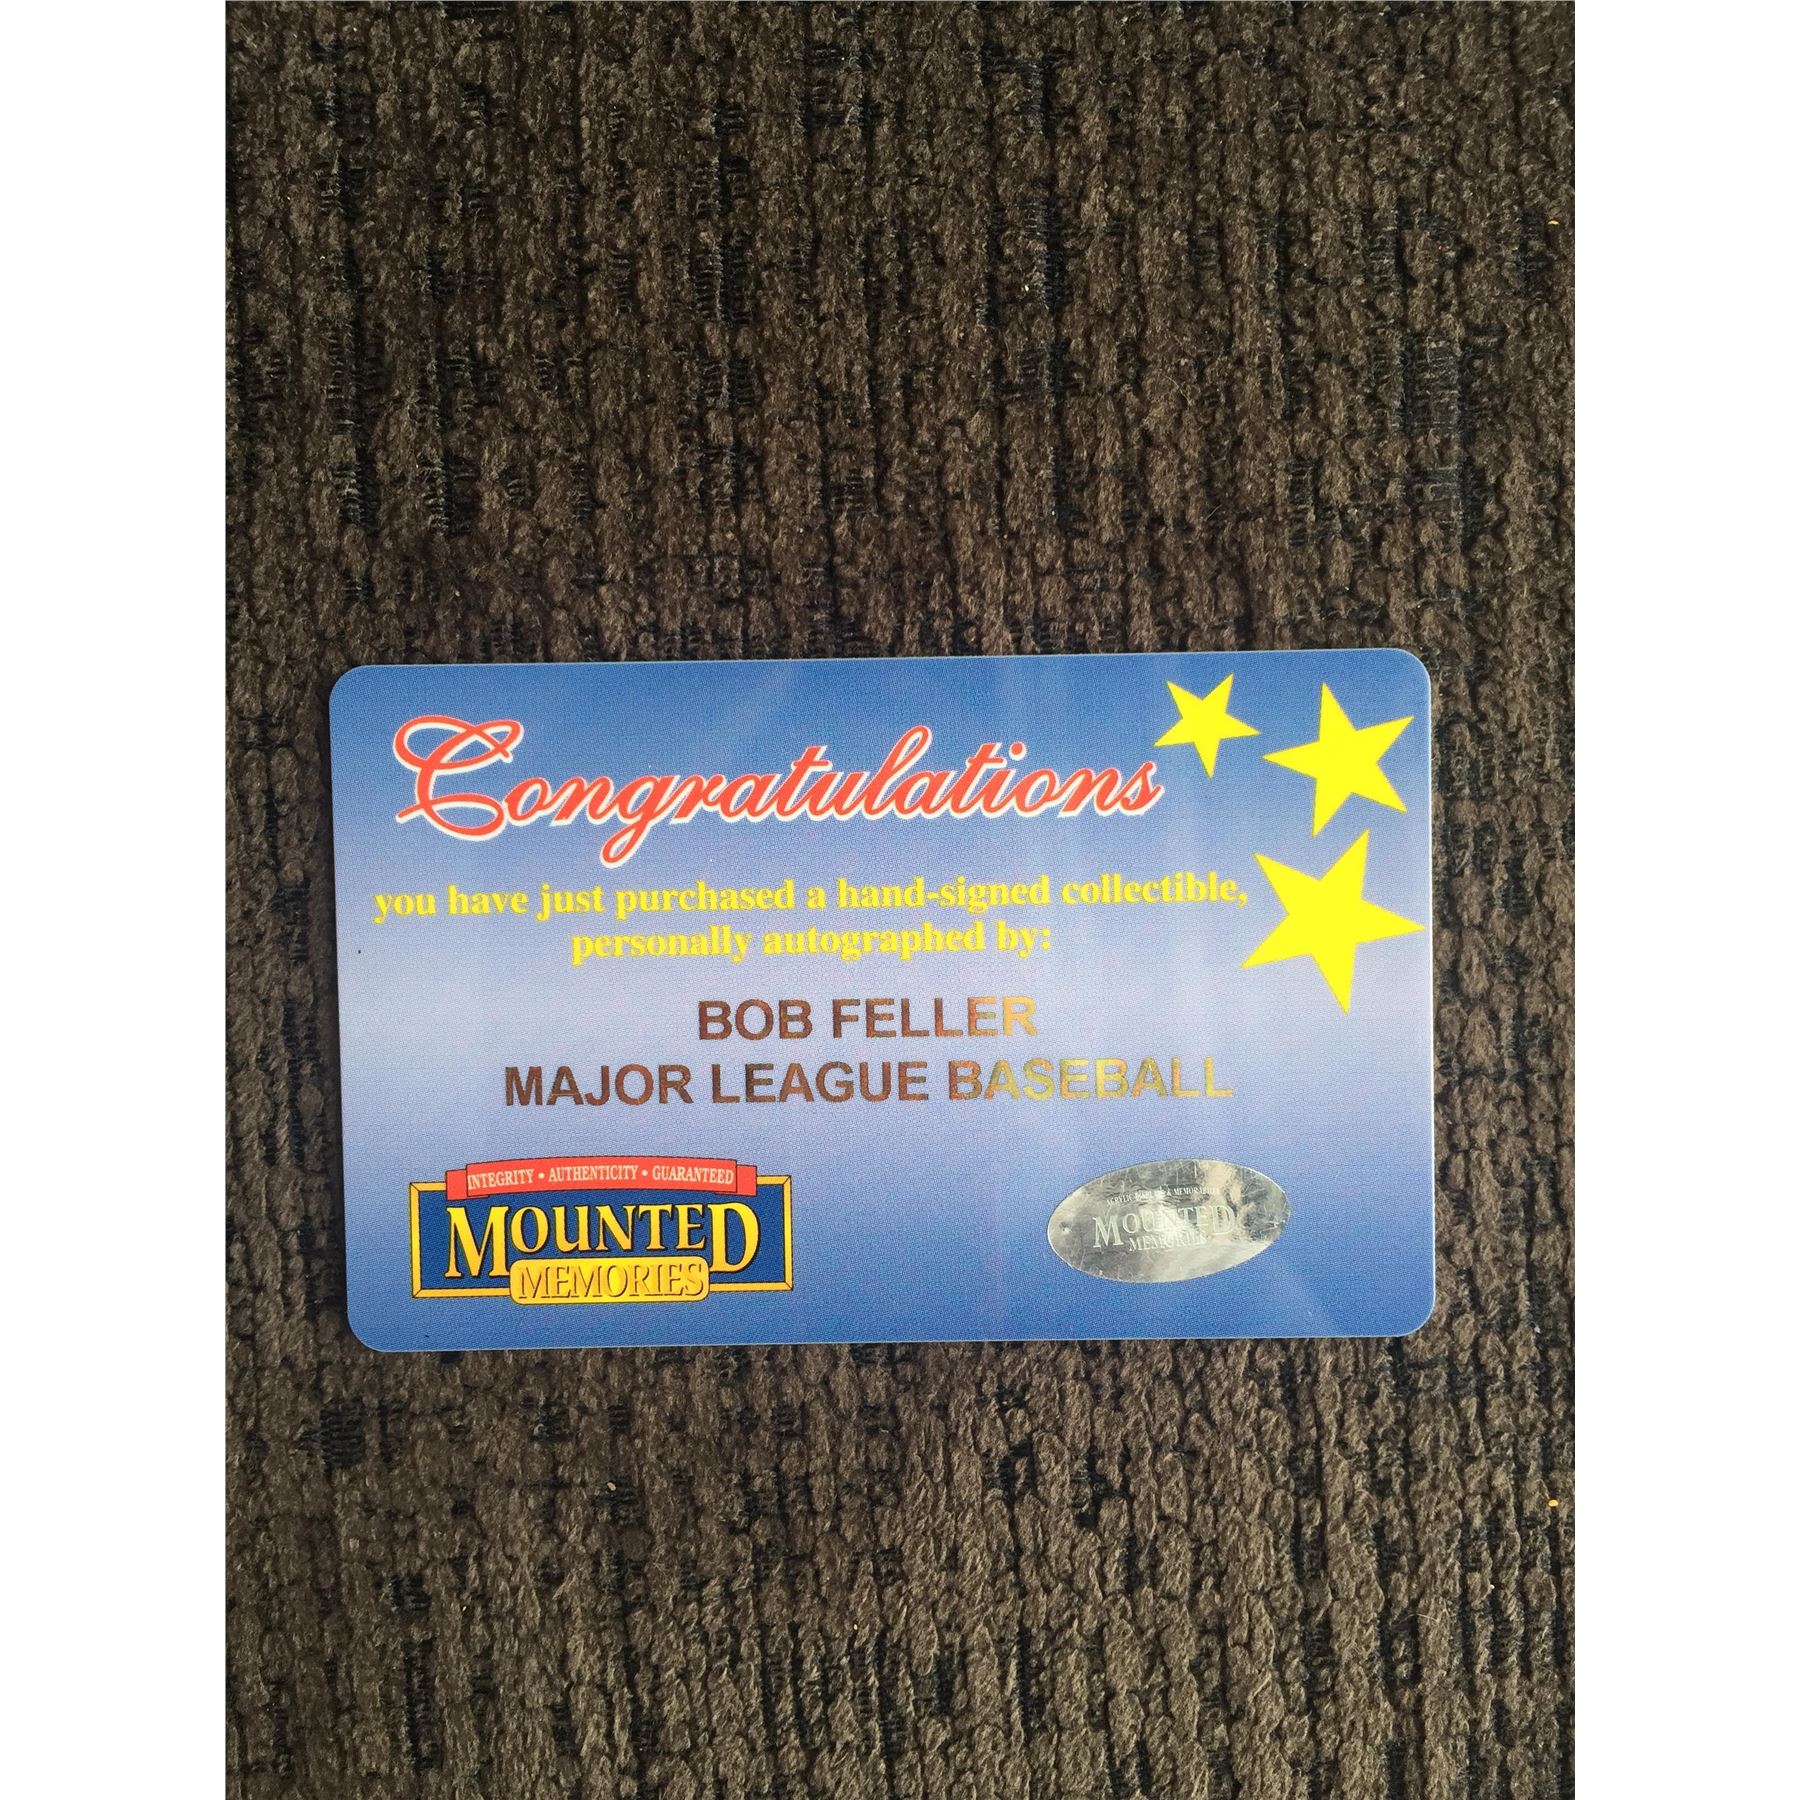 Congratulations
you have just purchased a hand-signed collectible,
personally autographed by:
BOB FELLER
MAJOR LEAGUE BASEBALL
INTEGRITY • AUTHENTICITY • GUARANTEED
MOUNTED
MEMORIES
MOUNTED
MEMORIES